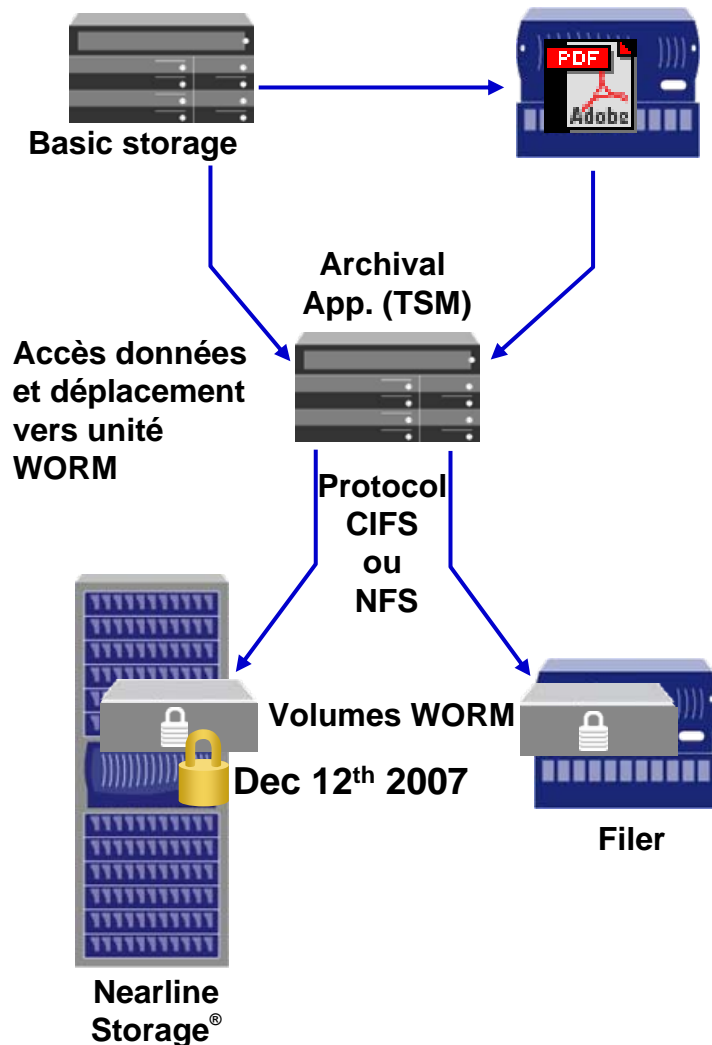 PDF
Adobe
Basic storage
Archival
App. (TSM)
Accès données
et déplacement
vers unité
WORM
Protocol
CIFS
ou
NFS
Volumes WORM
Dec 12th 2007
Filer
Nearline
Storage®